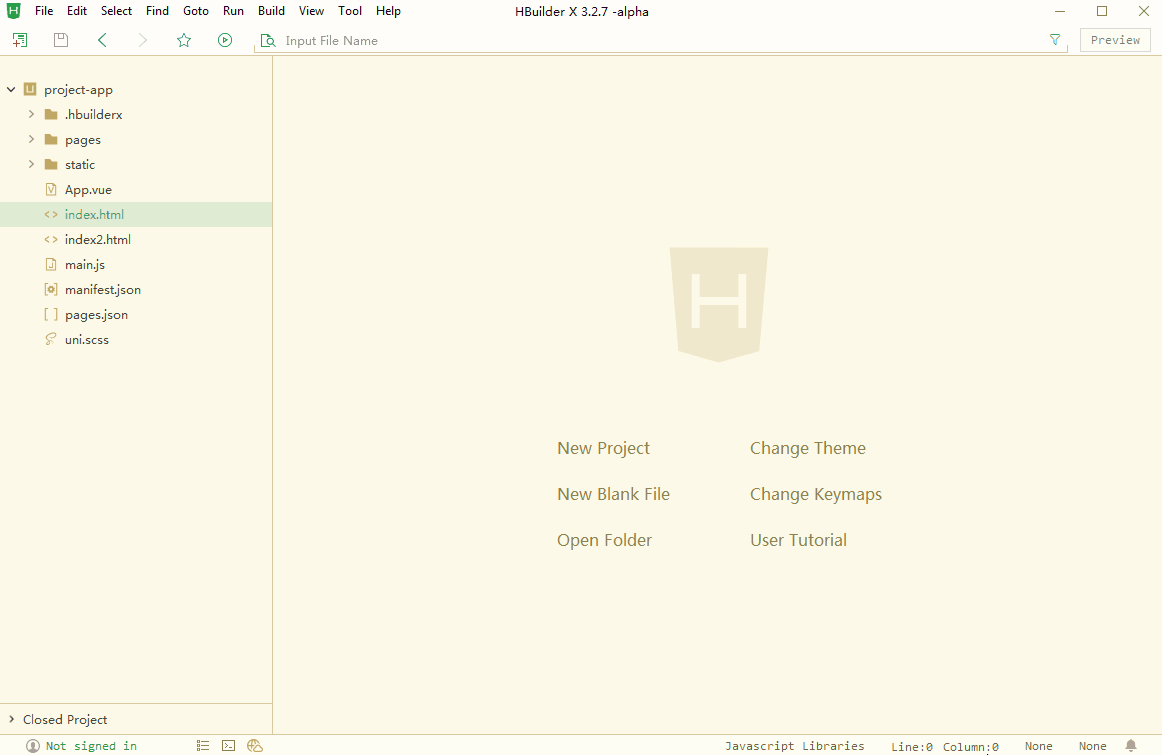 File Edit Select Find Goto Run Build View Tool Help HBuilder X 3.2.7 -alpha
Input File Name Preview
project-app
.hbuilderx
pages
static
App.vue
index.html
index2.html
main.js
manifest.json
pages.json
uni.scss
New Project Change Theme
New Blank File Change Keymaps
Open Folder User Tutorial
Closed Project
Not signed in Javascript Libraries Line:0 Column:0 None None